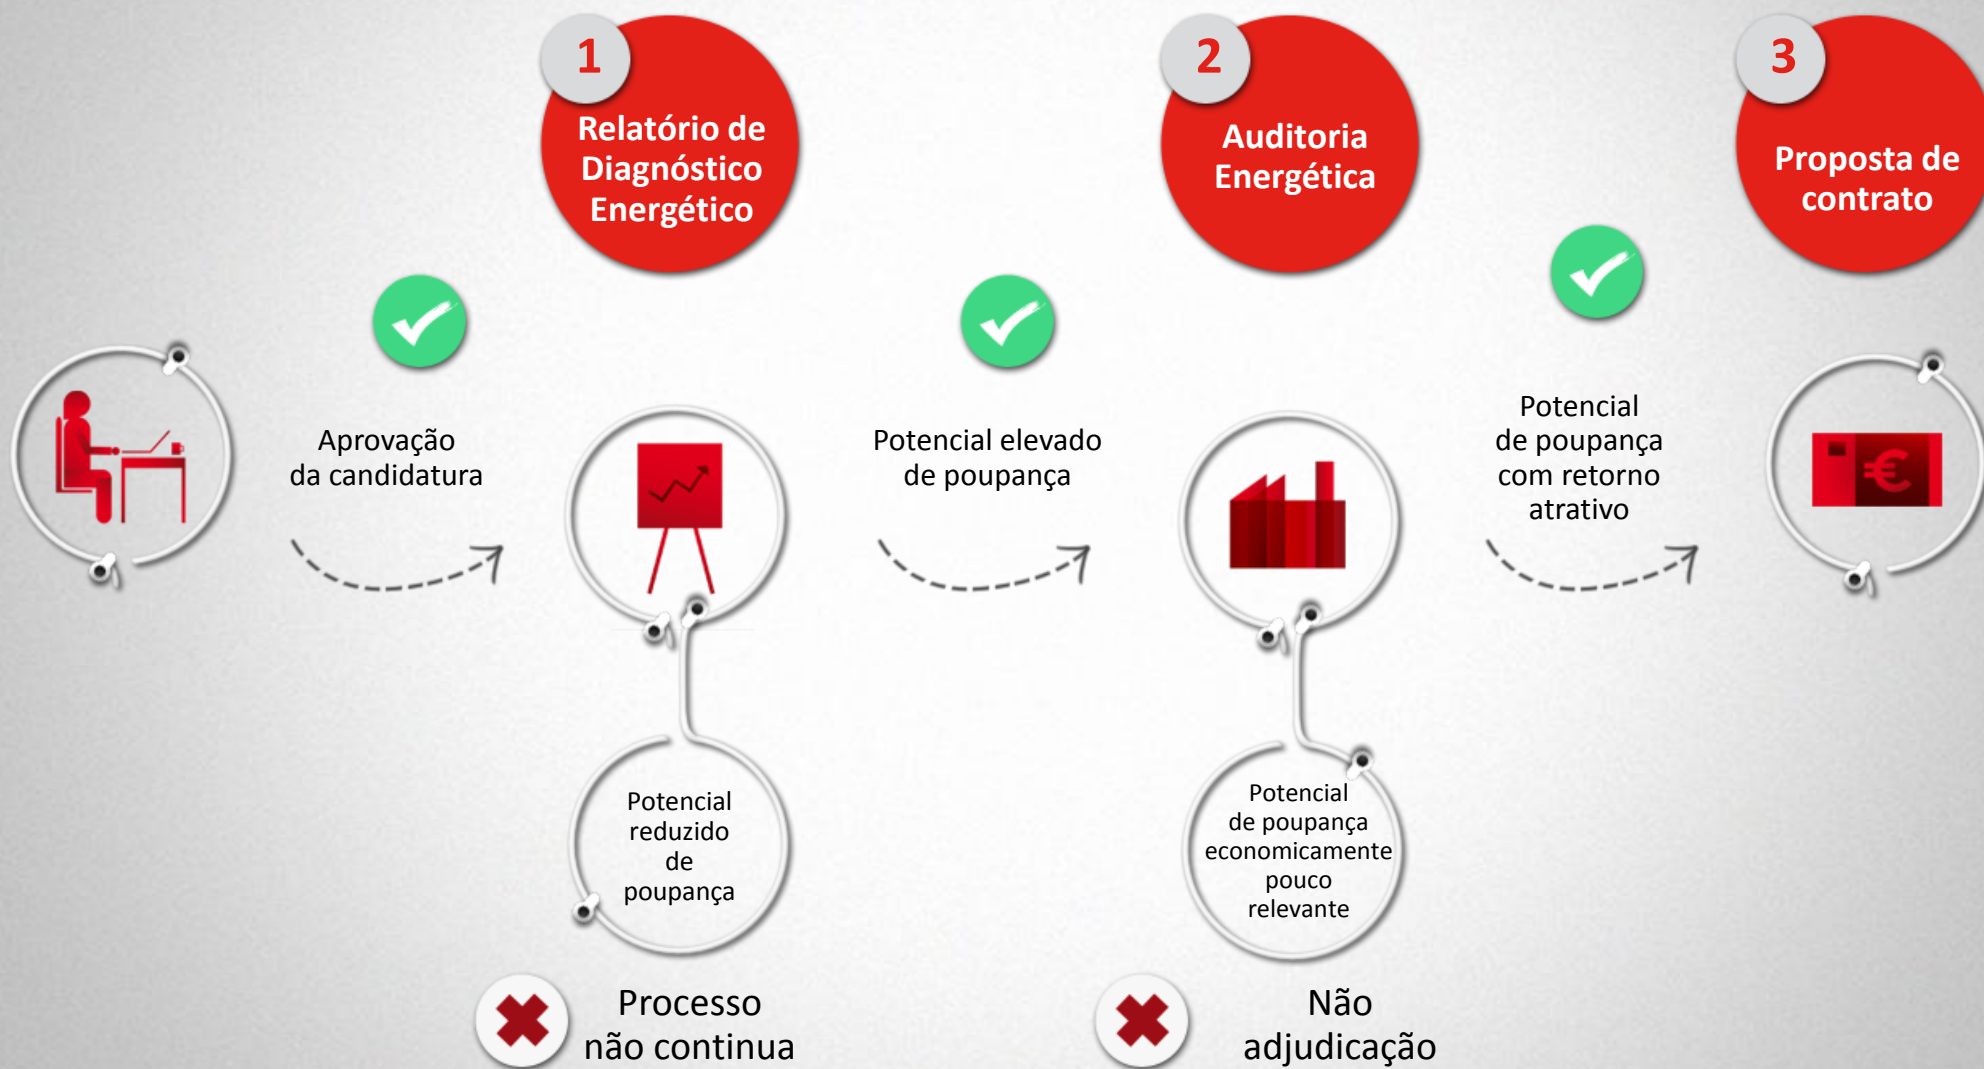 1
Relatório de
Diagnóstico
Energético
2
Auditoria
Energética
3
Proposta de
contrato
Aprovação
da candidatura
Potencial elevado
de poupança
Potencial
de poupança
com retorno
atrativo
€
Potencial
reduzido
de
poupança
Potencial
de poupança
economicamente
pouco
relevante
Processo
não continua
Não
adjudicação